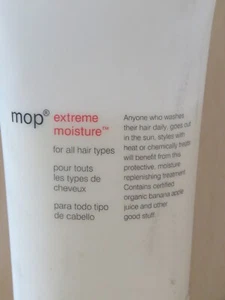 mop® extreme
moisture™
for all hair types
pour touts
les types de
cheveux
para todo tipo
de cabello
Anyone who washes
their hair daily, goes out
in the sun, styles with
heat or chemically treats
will benefit from this
protective, moisture
replenishing treatment.
Contains certified
organic banana apple
juice and other
good stuff.